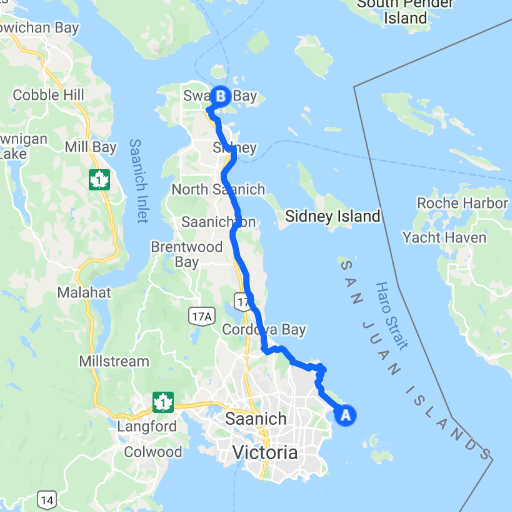 South Pender
Island
owichan Bay
Swa Bay
B
Cobble Hill
wnigan
Lake
Mill Bay
Sidney
1
Saanich Inlet
North Saanich
Roche Harbor
Sidney Island
Saanichton
Yacht Haven
Brentwood
Bay
Malahat
Haro Strait
SAN JUAN ISLANDS
17
17A
Cordova Bay
Millstream
1
A
Saanich
Langford
Victoria
Colwood
14